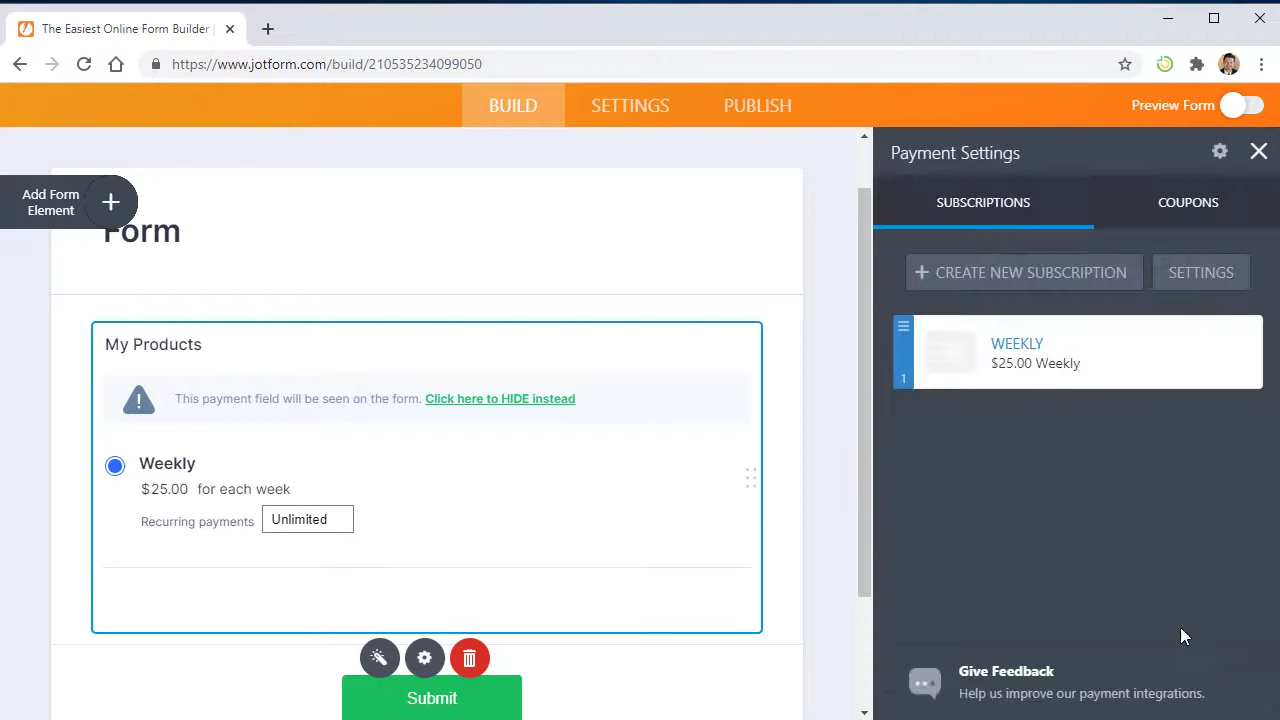 The Easiest Online Form Builder |
https://www.jotform.com/build/210535234099050
BUILD
SETTINGS
PUBLISH
Preview Form
Add Form
Element
Form
My Products
This payment field will be seen on the form. Click here to HIDE instead
Weekly
$25.00 for each week
Recurring payments Unlimited
Submit
Payment Settings
SUBSCRIPTIONS
COUPONS
CREATE NEW SUBSCRIPTION
SETTINGS
WEEKLY
$25.00 Weekly
1
Give Feedback
Help us improve our payment integrations.